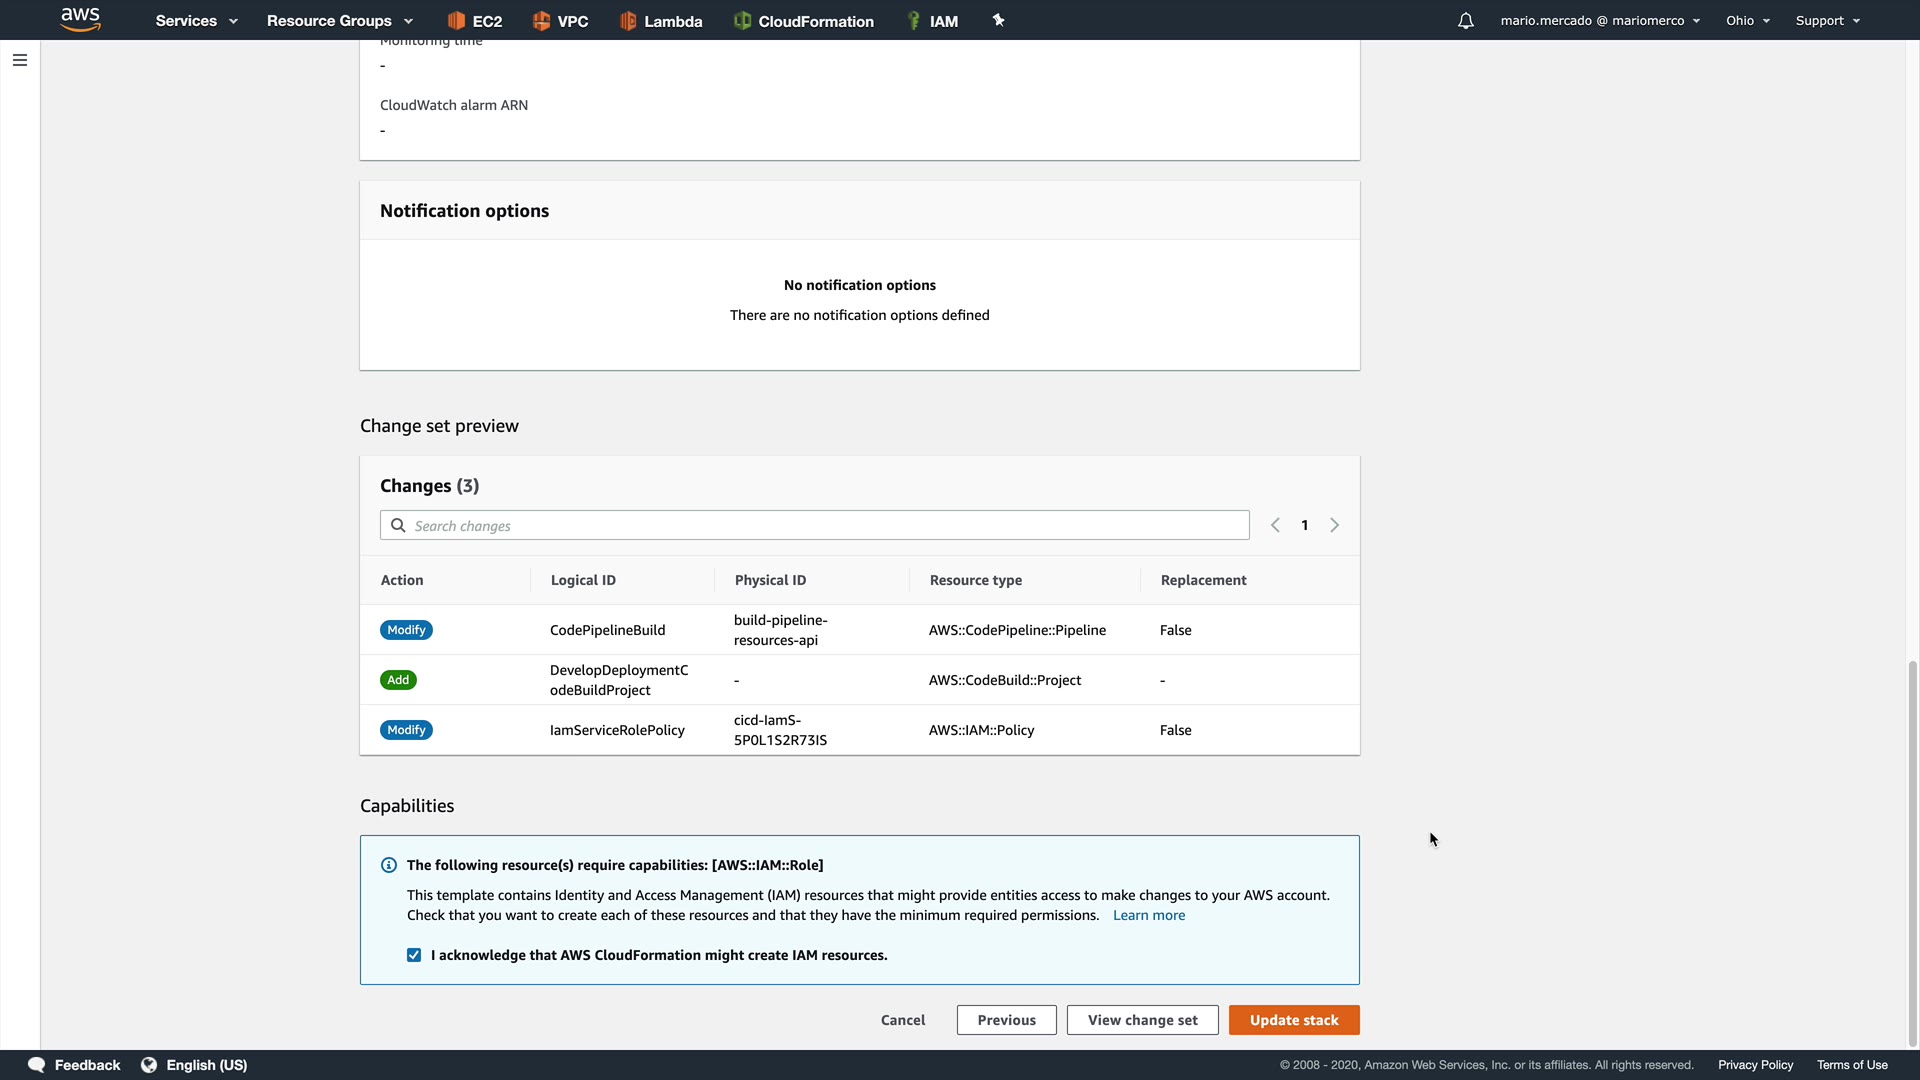 aws Services Resource Groups EC2 VPC Lambda CloudFormation IAM mario.mercado @ mariomerco Ohio Support
Monitoring time
-
CloudWatch alarm ARN
-
Notification options
No notification options
There are no notification options defined
Change set preview
Changes (3)
Search changes 1
Action Logical ID Physical ID Resource type Replacement
Modify CodePipelineBuild build-pipeline-
resources-api AWS::CodePipeline::Pipeline False
Add DevelopDeploymentC
odeBuildProject - AWS::CodeBuild::Project -
Modify IamServiceRolePolicy cicd-IamS-
5P0L1S2R73IS AWS::IAM::Policy False
Capabilities
The following resource(s) require capabilities: [AWS::IAM::Role]
This template contains Identity and Access Management (IAM) resources that might provide entities access to make changes to your AWS account.
Check that you want to create each of these resources and that they have the minimum required permissions. Learn more
I acknowledge that AWS CloudFormation might create IAM resources.
Cancel Previous View change set Update stack
Feedback English (US) © 2008 - 2020, Amazon Web Services, Inc. or its affiliates. All rights reserved. Privacy Policy Terms of Use